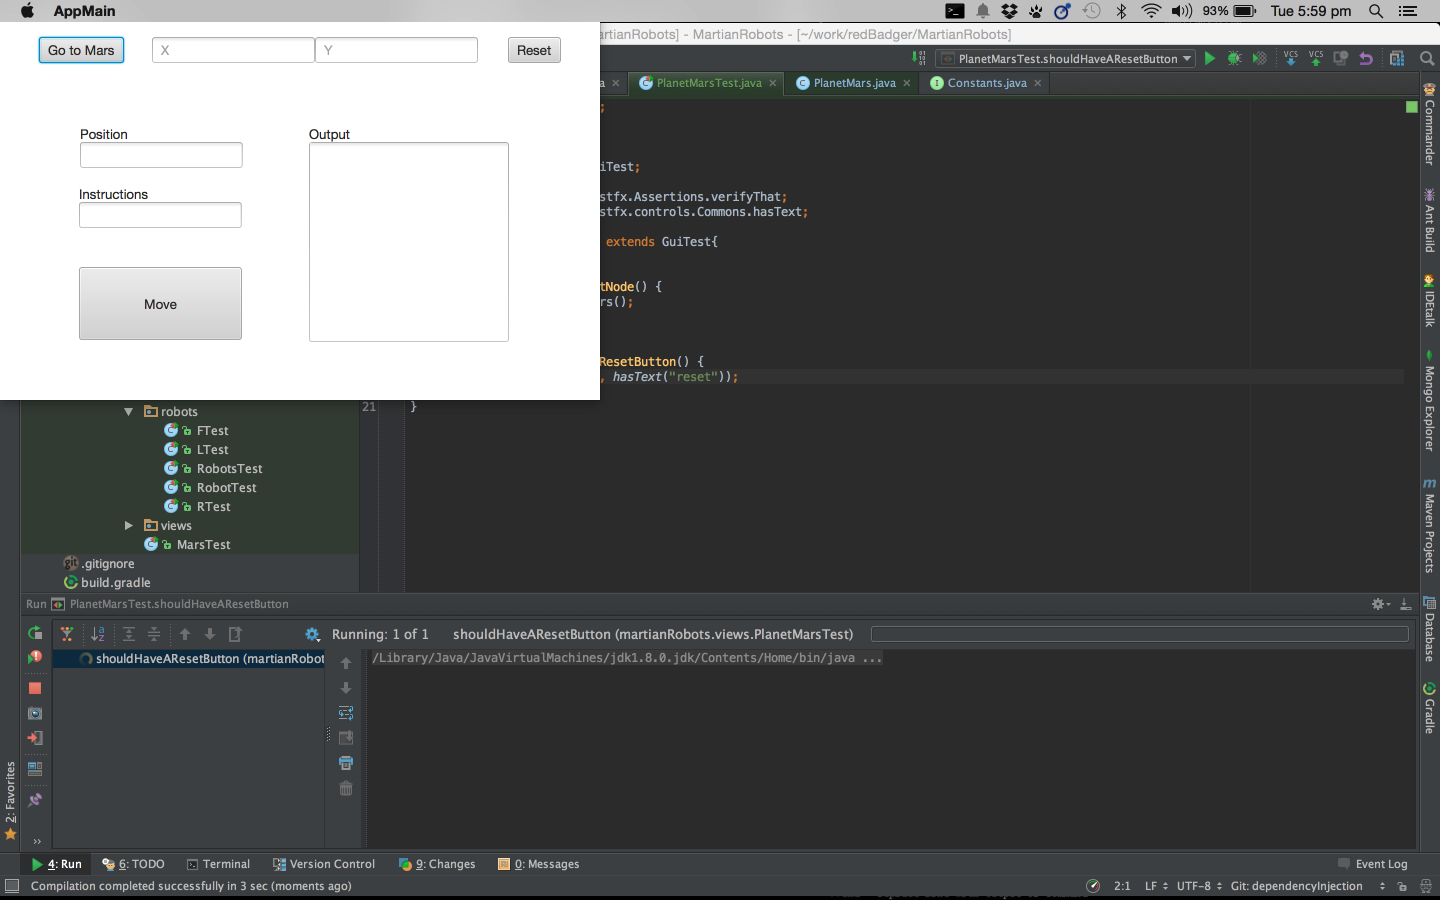 AppMain
93%
Tue 5:59 pm
Go to Mars
X
Y
Reset
artianRobots] - MartianRobots - [~/work/redBadger/MartianRobots]
PlanetMarsTest.shouldHaveAResetButton
VCS
VCS
a
PlanetMarsTest.java
PlanetMars.java
Constants.java
Position
Output
Instructions
Move
;
iTest;
stfx.Assertions.verifyThat;
stfx.controls.Commons.hasText;
extends GuiTest{
tNode() {
rs();
ResetButton() {
, hasText("reset"));
21
}
robots
FTest
LTest
RobotsTest
RobotTest
RTest
views
MarsTest
.gitignore
build.gradle
Commander
Ant Build
IDEtalk
Mongo Explorer
Maven Projects
Database
Gradle
Run PlanetMarsTest.shouldHaveAResetButton
Running: 1 of 1 shouldHaveAResetButton (martianRobots.views.PlanetMarsTest)
shouldHaveAResetButton (martianRobot
/Library/Java/JavaVirtualMachines/jdk1.8.0.jdk/Contents/Home/bin/java ...
2: Favorites
4: Run
6: TODO
Terminal
Version Control
9: Changes
0: Messages
Event Log
Compilation completed successfully in 3 sec (moments ago)
2:1
LF
UTF-8
Git: dependencyInjection